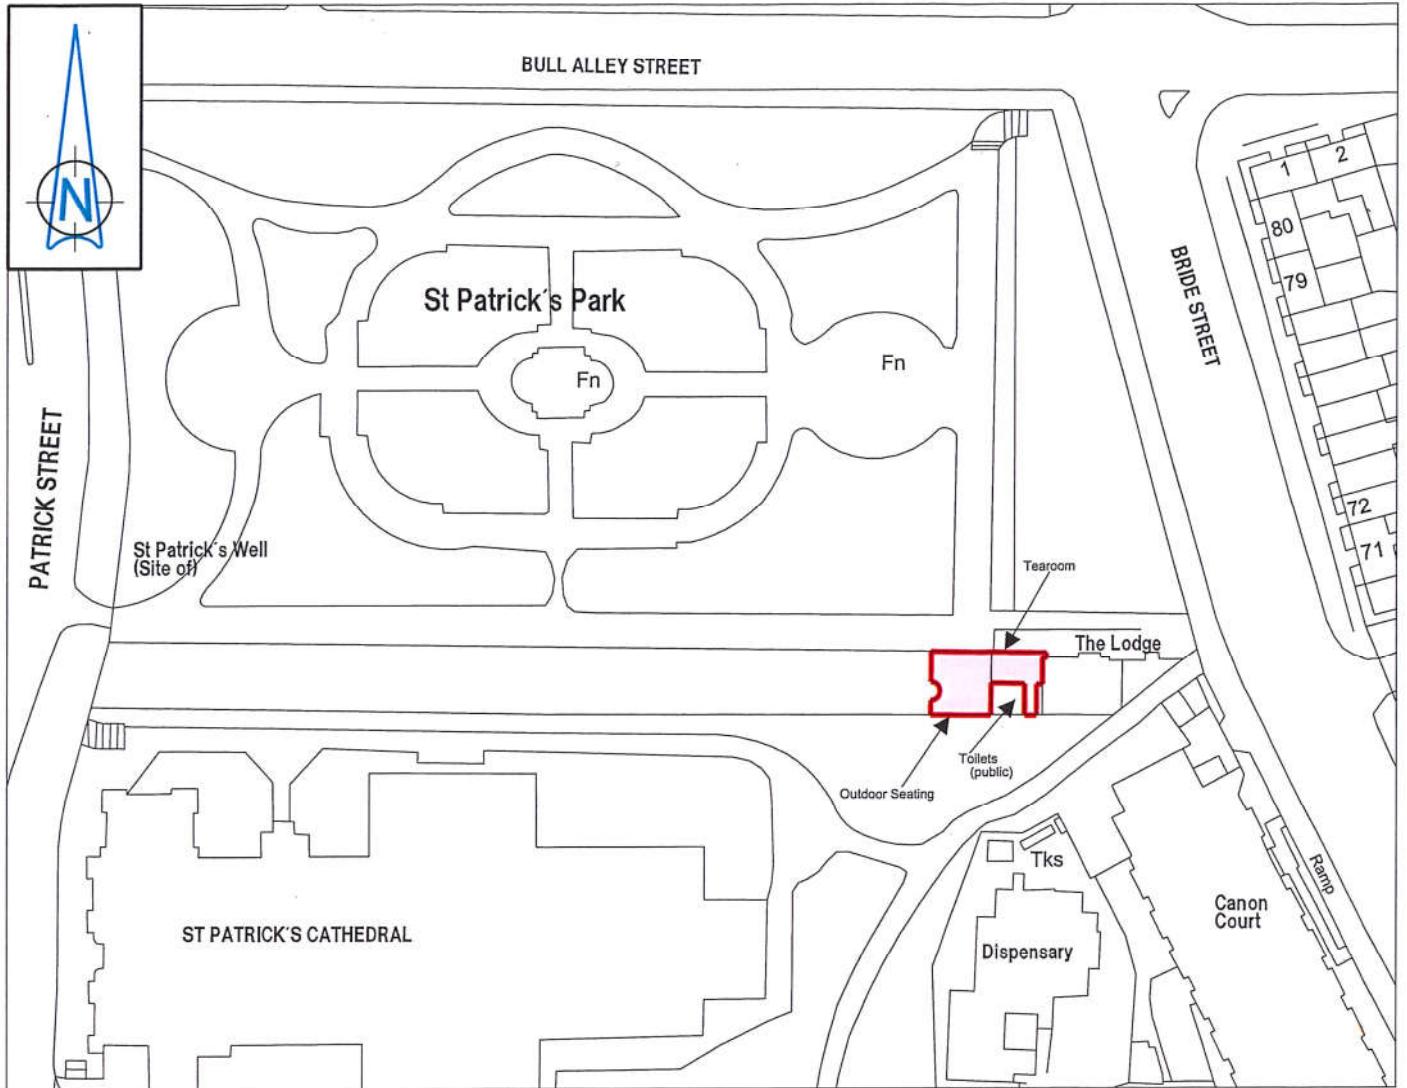 BULL ALLEY STREET
N
1
2
80
79
BRIDE STREET
St Patrick´s Park
Fn
Fn
PATRICK STREET
72
71
St Patrick´s Well
(Site of)
Tearoom
The Lodge
Toilets
(public)
Outdoor Seating
Tks
Ramp
Canon
Court
ST PATRICK´S CATHEDRAL
Dispensary